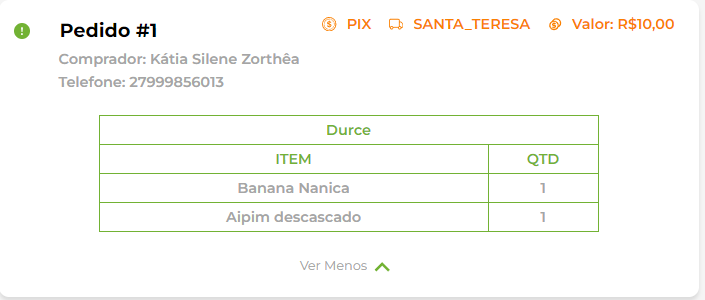 Pedido #1
PIX
SANTA_TERESA
Valor: R$10,00
Comprador: Kátia Silene Zorthêa
Telefone: 27999856013
Durce
ITEM QTD
Banana Nanica 1
Aipim descascado 1
Ver Menos